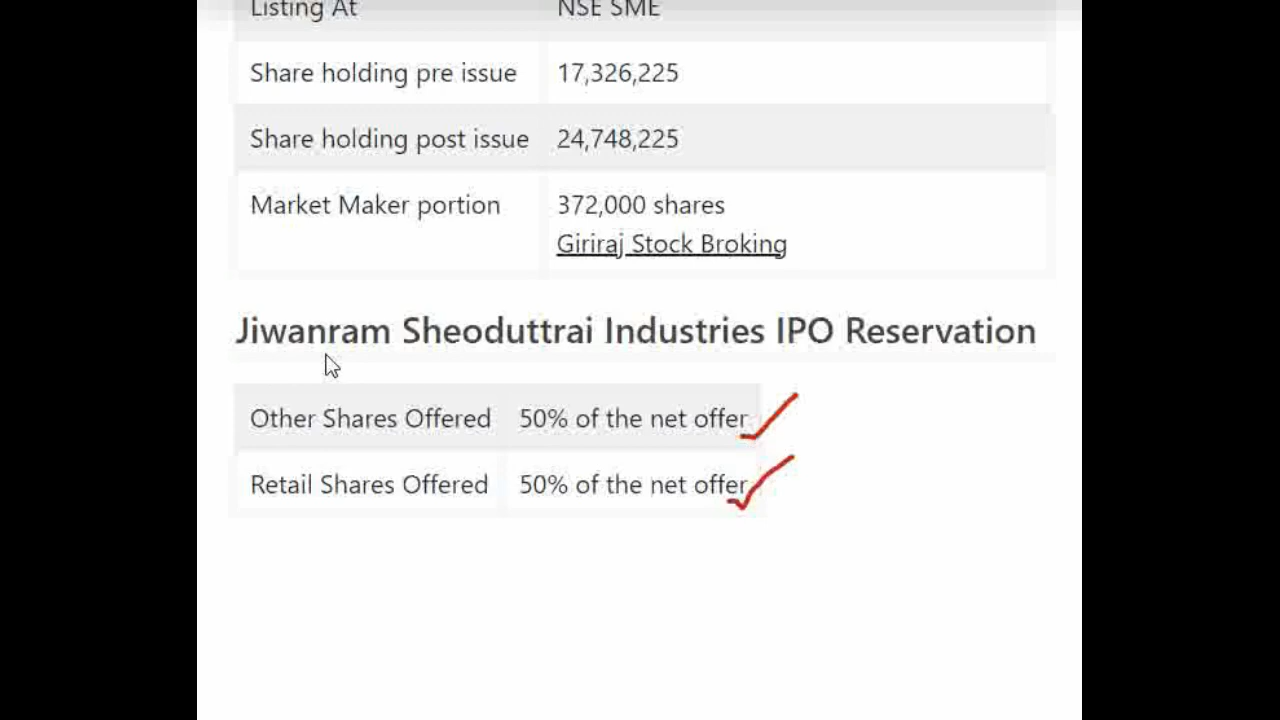 Listing At NSE SME
Share holding pre issue 17,326,225
Share holding post issue 24,748,225
Market Maker portion 372,000 shares
Giriraj Stock Broking
Jiwanram Sheoduttrai Industries IPO Reservation
Other Shares Offered 50% of the net offer
Retail Shares Offered 50% of the net offer